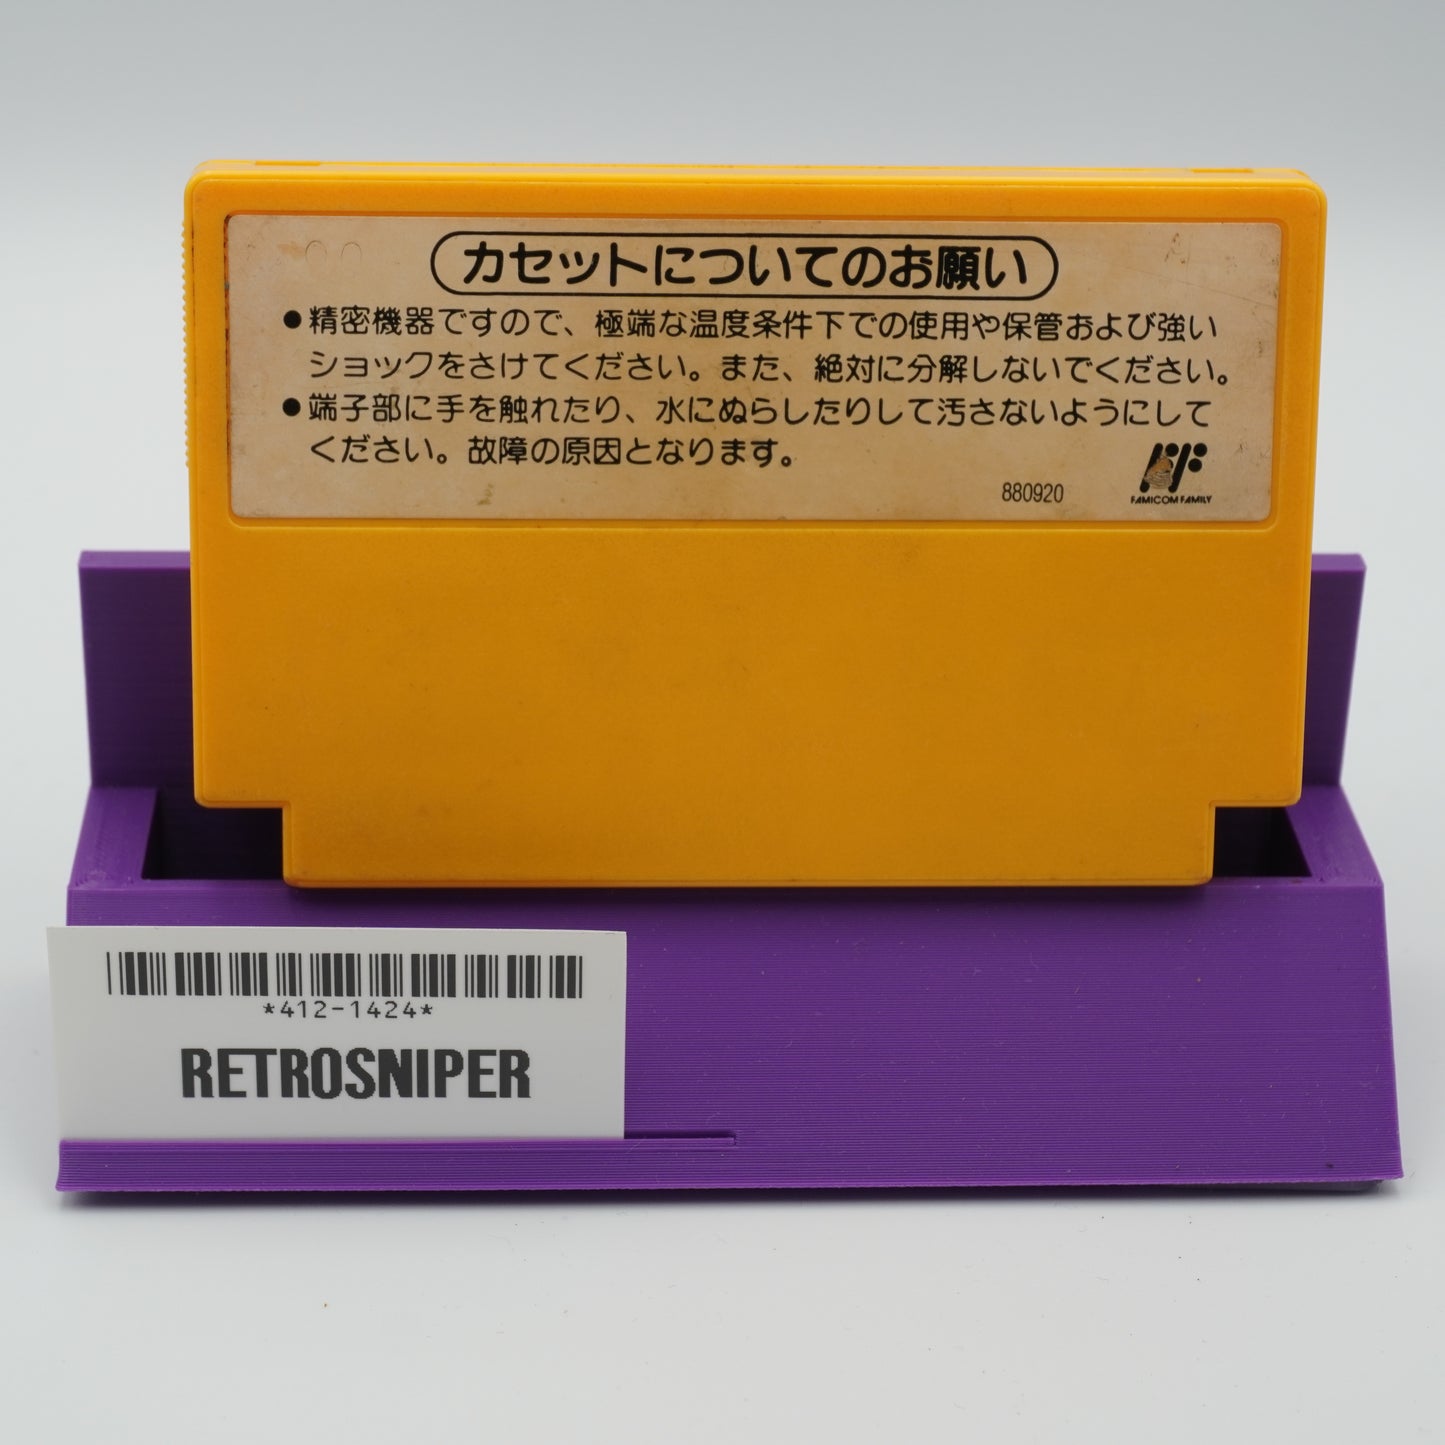 カセットについてのお願い
●精密機器ですので、極端な温度条件下での使用や保管および強い
ショックをさけてください。また、絶対に分解しないでください。
●端子部に手を触れたり、水にぬらしたりして汚さないようにして
ください。故障の原因となります。
880920
FF
FAMICOM FAMILY
*412-1424*
RETROSNIPER